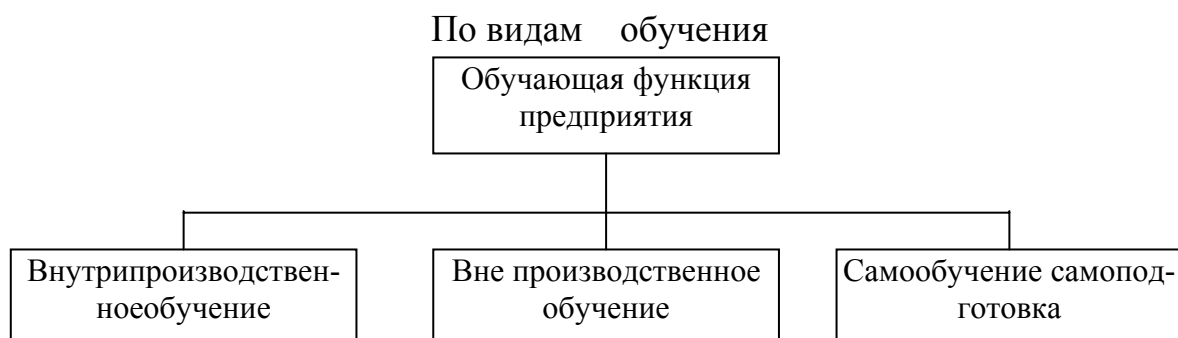 По видам обучения
Обучающая функция
предприятия
Внутрипроизводствен-
ноеобучение
Вне производственное
обучение
Самообучение самопод-
готовка